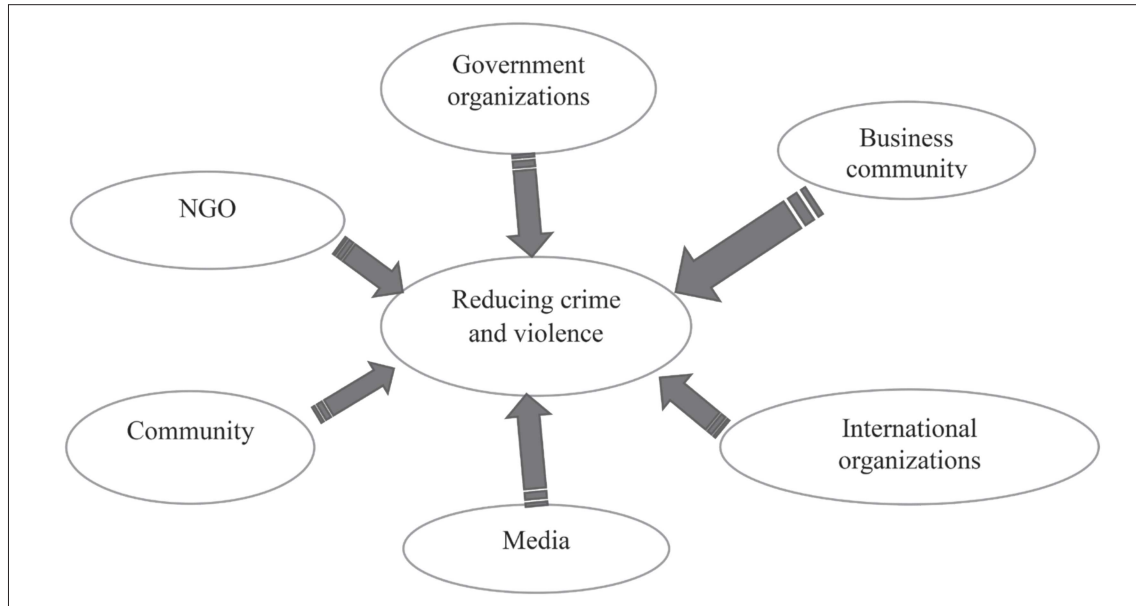 Government
organizations
Business
community
NGO
Reducing crime
and violence
Community
International
organizations
Media